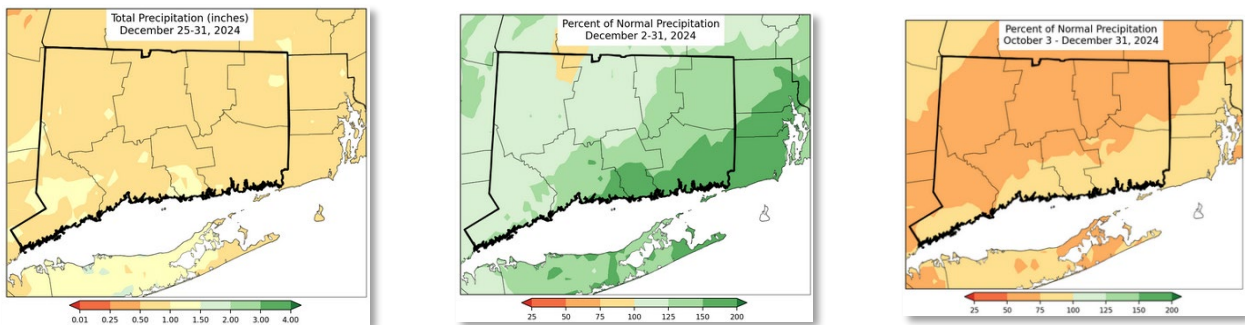 Total Precipitation (inches)
December 25-31, 2024
0.01 0.25 0.50 1.00 1.50 2.00 3.00 4.00
Percent of Normal Precipitation
December 2-31, 2024
25 50 75 100 125 150 200
Percent of Normal Precipitation
October 3 - December 31, 2024
25 50 75 100 125 150 200